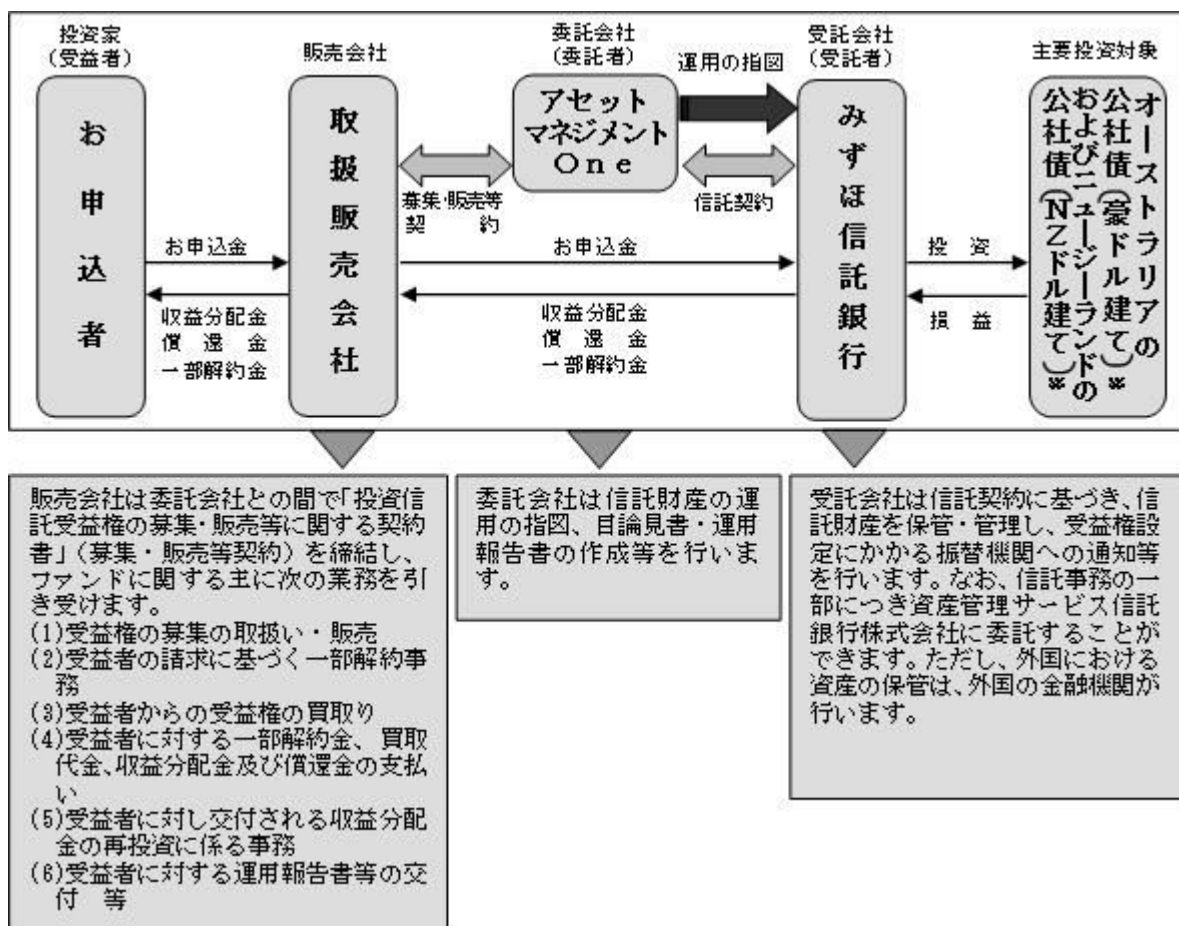 投資家
(受益者)
販売会社
委託会社
(委託者)
運用の指図
受託会社
(受託者)
主要投資対象
お申込者
取扱販売会社
アセット
マネジメント
One
みずほ信託銀行
オーストラリアの
公社債(豪ドル建て)※
およびニュージーランドの
公社債(NZドル建て)※
募集・販売等
契約
信託契約
お申込金
収益分配金
償還金
一部解約金
お申込金
収益分配金
償還金
一部解約金
投資
損益
販売会社は委託会社との間で「投資信
託受益権の募集・販売等に関する契約
書」(募集・販売等契約)を締結し、
ファンドに関する主に次の業務を引
き受けます。
(1)受益権の募集の取扱い・販売
(2)受益者の請求に基づく一部解約事
務
(3)受益者からの受益権の買取り
(4)受益者に対する一部解約金、買取
代金、収益分配金及び償還金の支払
い
(5)受益者に対し交付される収益分配
金の再投資に係る事務
(6)受益者に対する運用報告書等の交
付 等
委託会社は信託財産の運
用の指図、目論見書・運用
報告書の作成等を行いま
す。
受託会社は信託契約に基づき、信
託財産を保管・管理し、受益権設
定にかかる振替機関への通知等
を行います。なお、信託事務の一
部につき資産管理サービス信託
銀行株式会社に委託することが
できます。ただし、外国における
資産の保管は、外国の金融機関が
行います。